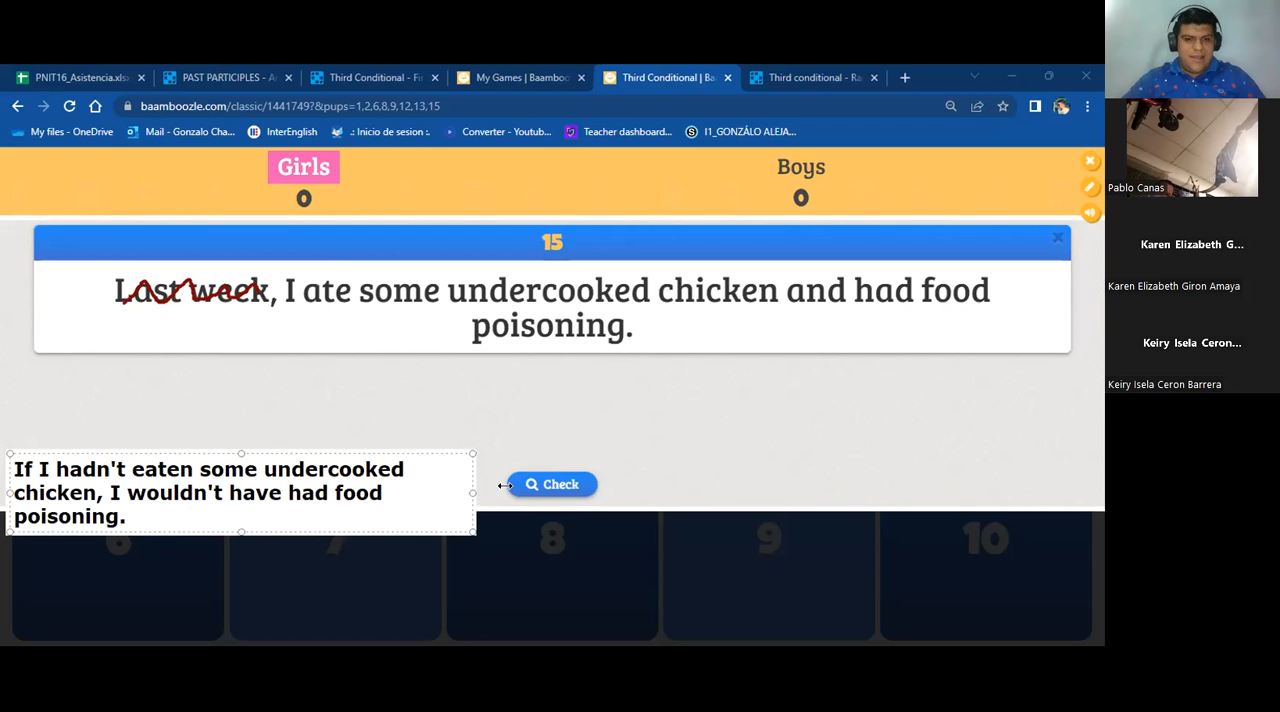 PNIT16_Asistencia.xls
PAST PARTICIPLES - A
Third Conditional - Fi
My Games | Baamboo
Third Conditional | Ba
Third conditional - Ra
baamboozle.com/classic/1441749?&pups=1,2,6,8,9,12,13,15
My files - OneDrive
Mail - Gonzalo Cha...
InterEnglish
.: Inicio de sesion :.
Converter - Youtub...
Teacher dashboard...
I1_GONZÁLO ALEJA...
Girls
0
Boys
0
15
Last week, I ate some undercooked chicken and had food
poisoning.
If I hadn't eaten some undercooked
chicken, I wouldn't have had food
poisoning.
Check
6
7
8
9
10
Pablo Canas
Karen Elizabeth G...
Karen Elizabeth Giron Amaya
Keiry Isela Ceron...
Keiry Isela Ceron Barrera